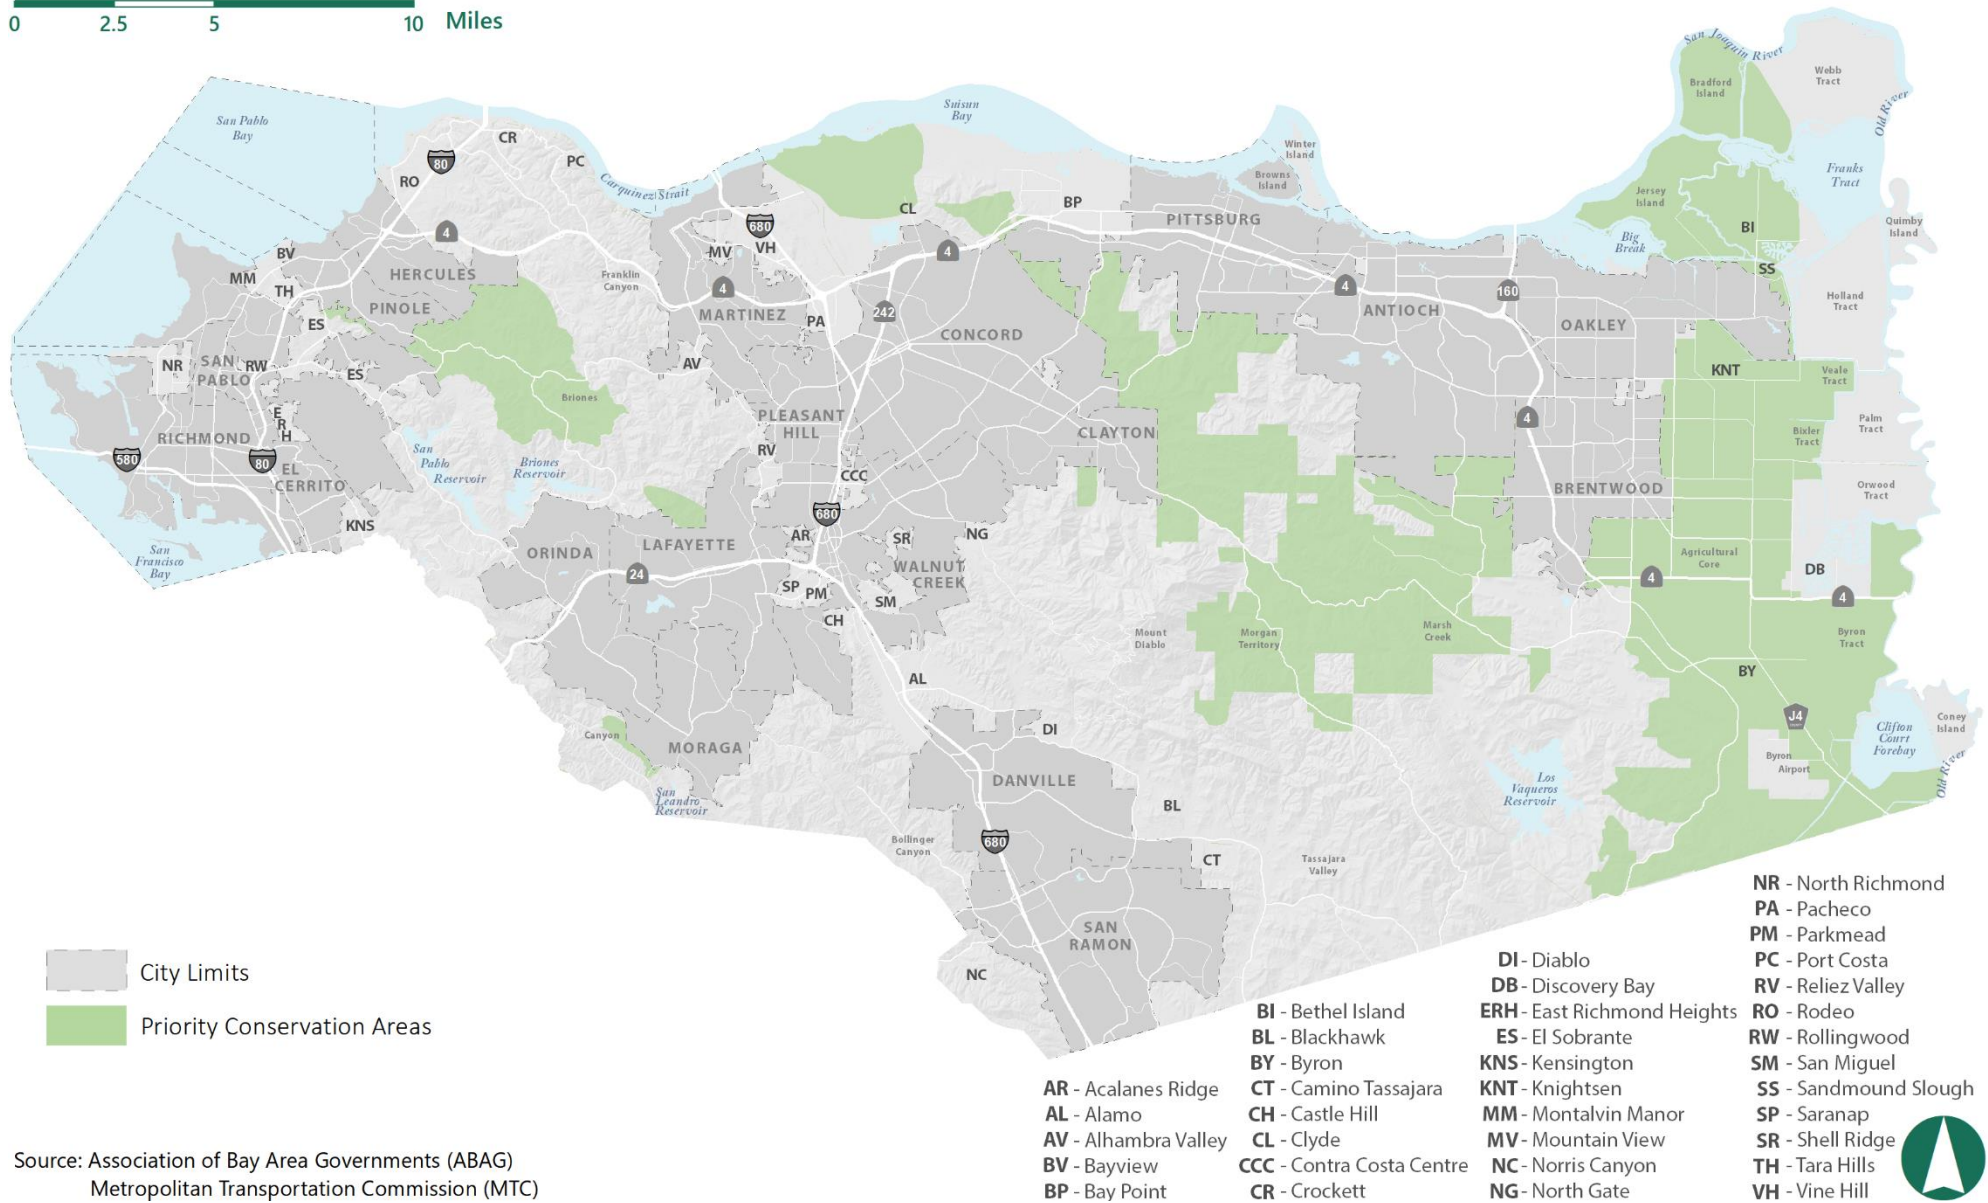 0 2.5 5 10 Miles
San Joaquin River
Webb
Tract
Bradford
Island
Old River
San Pablo
Bay
Suisun
Bay
CR
80
PC
RO
Carquinez Strait
Winter
Island
Browns
Island
Franks
Tract
Jersey
Island
CL
BP
PITTSBURG
Quimby
Island
BI
4
680
MV
VH
4
Big
Break
BV
MM
HERCULES
TH
Franklin
Canyon
4
SS
4
160
Holland
Tract
PINOLE
ES
MARTINEZ
PA
242
CONCORD
ANTIOCH
OAKLEY
NR
SAN
PABLO
RW
ES
AV
KNT
Veale
Tract
Briones
PLEASANT
HILL
4
E
R
H
RICHMOND
CLAYTON
Palm
Tract
Bixler
Tract
580
80
EL
CERRITO
San
Pablo
Reservoir
Briones
Reservoir
RV
CCC
BRENTWOOD
Orwood
Tract
KNS
680
San
Francisco
Bay
ORINDA
LAFAYETTE
AR
SR
NG
WALNUT
CREEK
Agricultural
Core
24
SP
PM
SM
4
DB
4
CH
Mount
Diablo
Morgan
Territory
Marsh
Creek
Byron
Tract
AL
BY
Canyon
MORAGA
DI
J4
Clifton
Court
Forebay
Coney
Island
Old River
Byron
Airport
San
Leandro
Reservoir
DANVILLE
Los
Vaqueros
Reservoir
BL
680
Bollinger
Canyon
CT
Tassajara
Valley
SAN
RAMON
NC
City Limits
Priority Conservation Areas
AR - Acalanes Ridge
AL - Alamo
AV - Alhambra Valley
BV - Bayview
BP - Bay Point
BI - Bethel Island
BL - Blackhawk
BY - Byron
CT - Camino Tassajara
CH - Castle Hill
CL - Clyde
CCC - Contra Costa Centre
CR - Crockett
DI - Diablo
DB - Discovery Bay
ERH - East Richmond Heights
ES - El Sobrante
KNS - Kensington
KNT - Knightsen
MM - Montalvin Manor
MV - Mountain View
NC - Norris Canyon
NG - North Gate
NR - North Richmond
PA - Pacheco
PM - Parkmead
PC - Port Costa
RV - Reliez Valley
RO - Rodeo
RW - Rollingwood
SM - San Miguel
SS - Sandmound Slough
SP - Saranap
SR - Shell Ridge
TH - Tara Hills
VH - Vine Hill
Source: Association of Bay Area Governments (ABAG)
Metropolitan Transportation Commission (MTC)